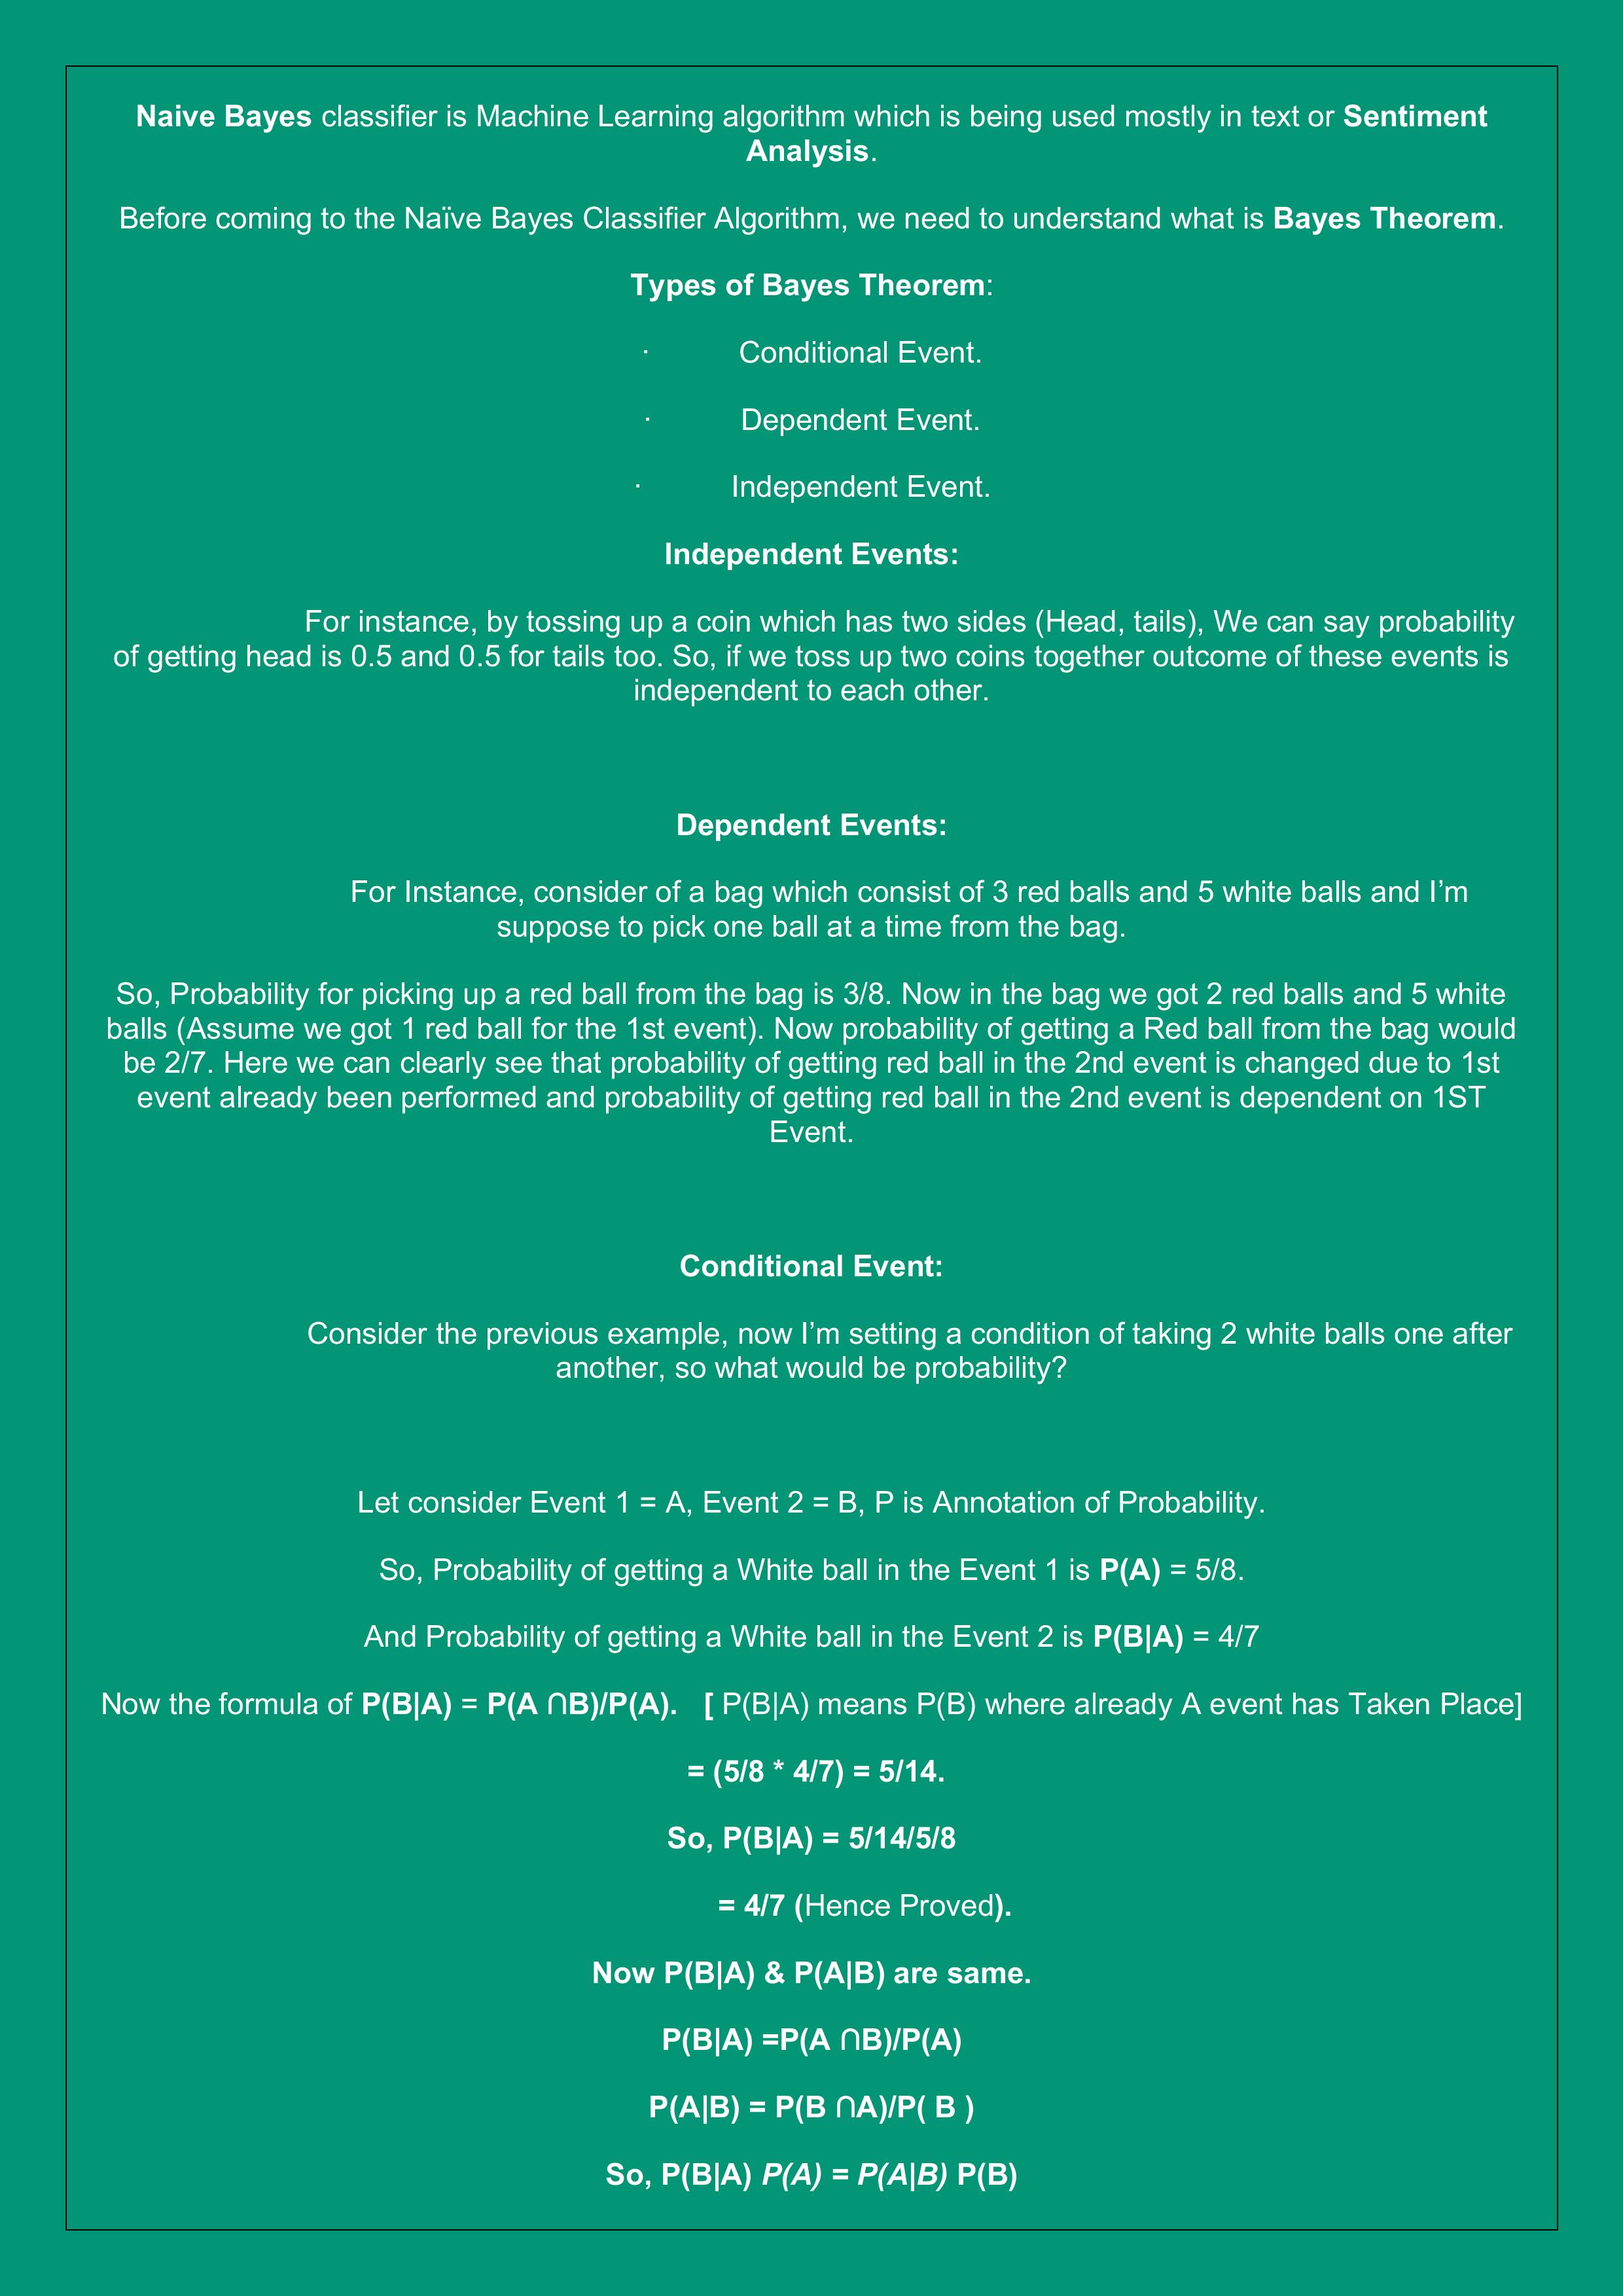 Naive Bayes classifier is Machine Learning algorithm which is being used mostly in text or Sentiment
Analysis.
Before coming to the Naïve Bayes Classifier Algorithm, we need to understand what is Bayes Theorem.
Types of Bayes Theorem:
· Conditional Event.
· Dependent Event.
· Independent Event.
Independent Events:
For instance, by tossing up a coin which has two sides (Head, tails), We can say probability
of getting head is 0.5 and 0.5 for tails too. So, if we toss up two coins together outcome of these events is
independent to each other.
Dependent Events:
For Instance, consider of a bag which consist of 3 red balls and 5 white balls and I’m
suppose to pick one ball at a time from the bag.
So, Probability for picking up a red ball from the bag is 3/8. Now in the bag we got 2 red balls and 5 white
balls (Assume we got 1 red ball for the 1st event). Now probability of getting a Red ball from the bag would
be 2/7. Here we can clearly see that probability of getting red ball in the 2nd event is changed due to 1st
event already been performed and probability of getting red ball in the 2nd event is dependent on 1ST
Event.
Conditional Event:
Consider the previous example, now I’m setting a condition of taking 2 white balls one after
another, so what would be probability?
Let consider Event 1 = A, Event 2 = B, P is Annotation of Probability.
So, Probability of getting a White ball in the Event 1 is P(A) = 5/8.
And Probability of getting a White ball in the Event 2 is P(B|A) = 4/7
Now the formula of P(B|A) = P(A ∩B)/P(A). [ P(B|A) means P(B) where already A event has Taken Place]
= (5/8 * 4/7) = 5/14.
So, P(B|A) = 5/14/5/8
= 4/7 (Hence Proved).
Now P(B|A) & P(A|B) are same.
P(B|A) =P(A ∩B)/P(A)
P(A|B) = P(B ∩A)/P( B )
So, P(B|A) P(A) = P(A|B) P(B)